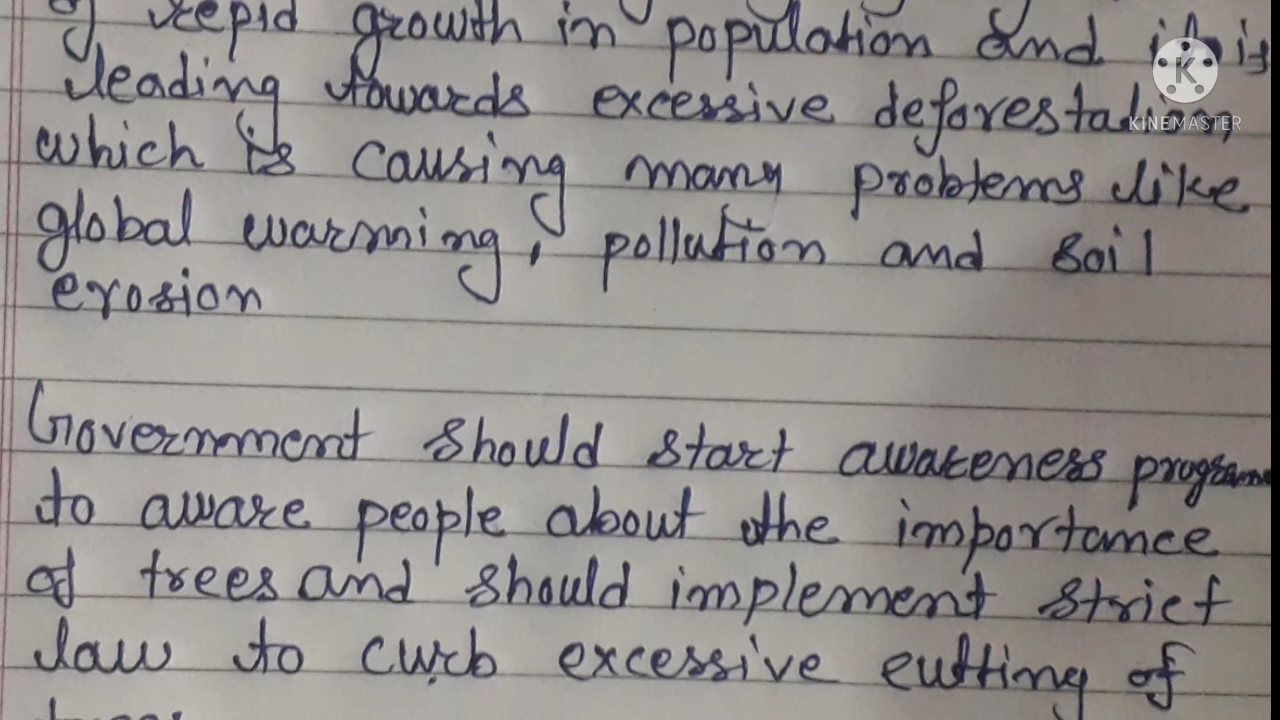 of repid growth in population and it is
leading towards excessive deforestation,
which is causing many problems like
global warming, pollution and soil
erosion
Government should start awareness program
to aware people about the importance
of trees and should implement strict
law to curb excessive cutting of
K
KINEMASTER